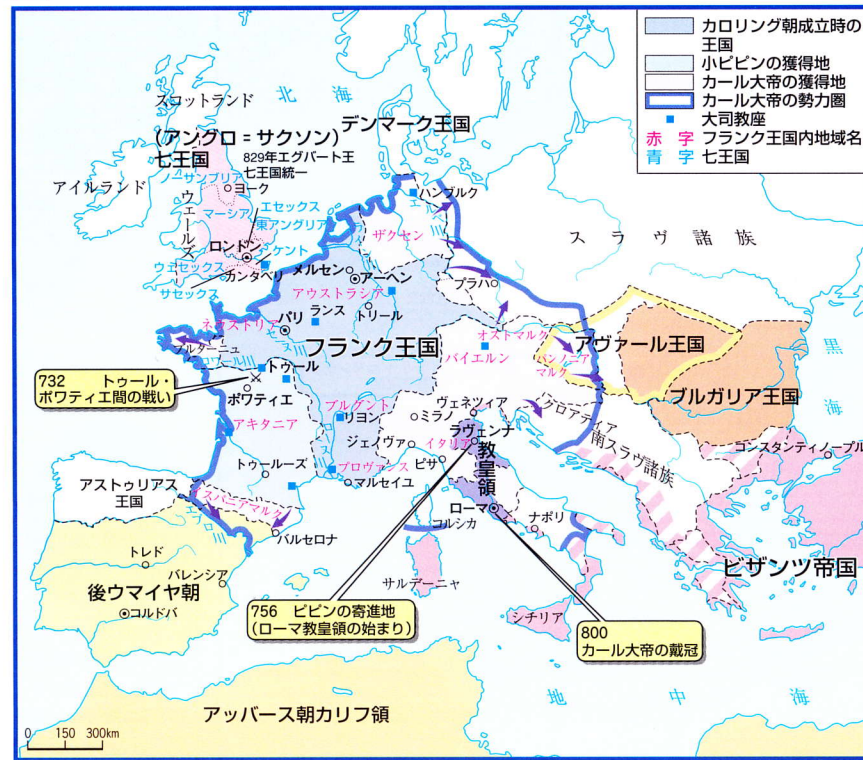 カロリング朝成立時の
王国
小ピピンの獲得地
カール大帝の獲得地
カール大帝の勢力圏
大司教座
赤 字 フランク王国内地域名
青 字 七王国
北 海
スコットランド
(アングロ=サクソン)
七王国
829年エグバート王
七王国統一
デンマーク王国
アイルランド
ノーサンブリア
ヨーク
ウェールズ
マーシア
エセックス
東アングリア
ロンドン
ケント
ウェセックス
カンタベリ
サセックス
ハンブルク
ザクセン
スラヴ諸族
メルセン
アーヘン
アウストラシア
プラハ
ランス
トリール
ネウストリア
パリ
ブルターニュ
フランク王国
オストマルク
バイエルン
アヴァール王国
パンノニア
マルク
黒海
732 トゥール・
ポワティエ間の戦い
トゥール
ポワティエ
ブルグント
リヨン
アキタニア
ヴェネツィア
ミラノ
クロアティア
ブルガリア王国
ラヴェンナ
ジェノヴァ
イタリア
南スラヴ諸族
コンスタンティノープル
プロヴァンス
ピサ
教皇領
トゥールーズ
マルセイユ
アストゥリアス
王国
スパニアマルク
ローマ
コルシカ
ナポリ
バルセロナ
トレド
バレンシア
サルデーニャ
ビザンツ帝国
後ウマイヤ朝
コルドバ
756 ピピンの寄進地
(ローマ教皇領の始まり)
シチリア
800
カール大帝の戴冠
地 中 海
アッバース朝カリフ領
0 150 300km